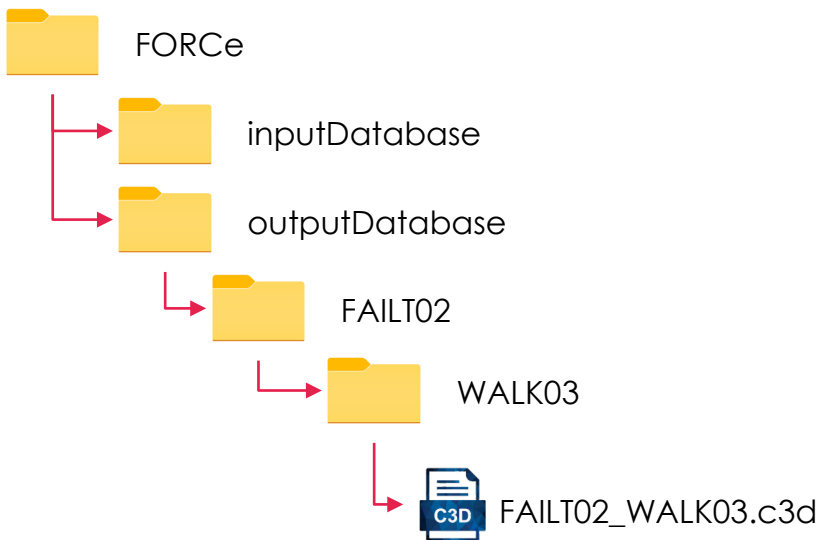 FORCe
inputDatabase
outputDatabase
FAILT02
WALK03
C3D
FAILT02_WALK03.c3d